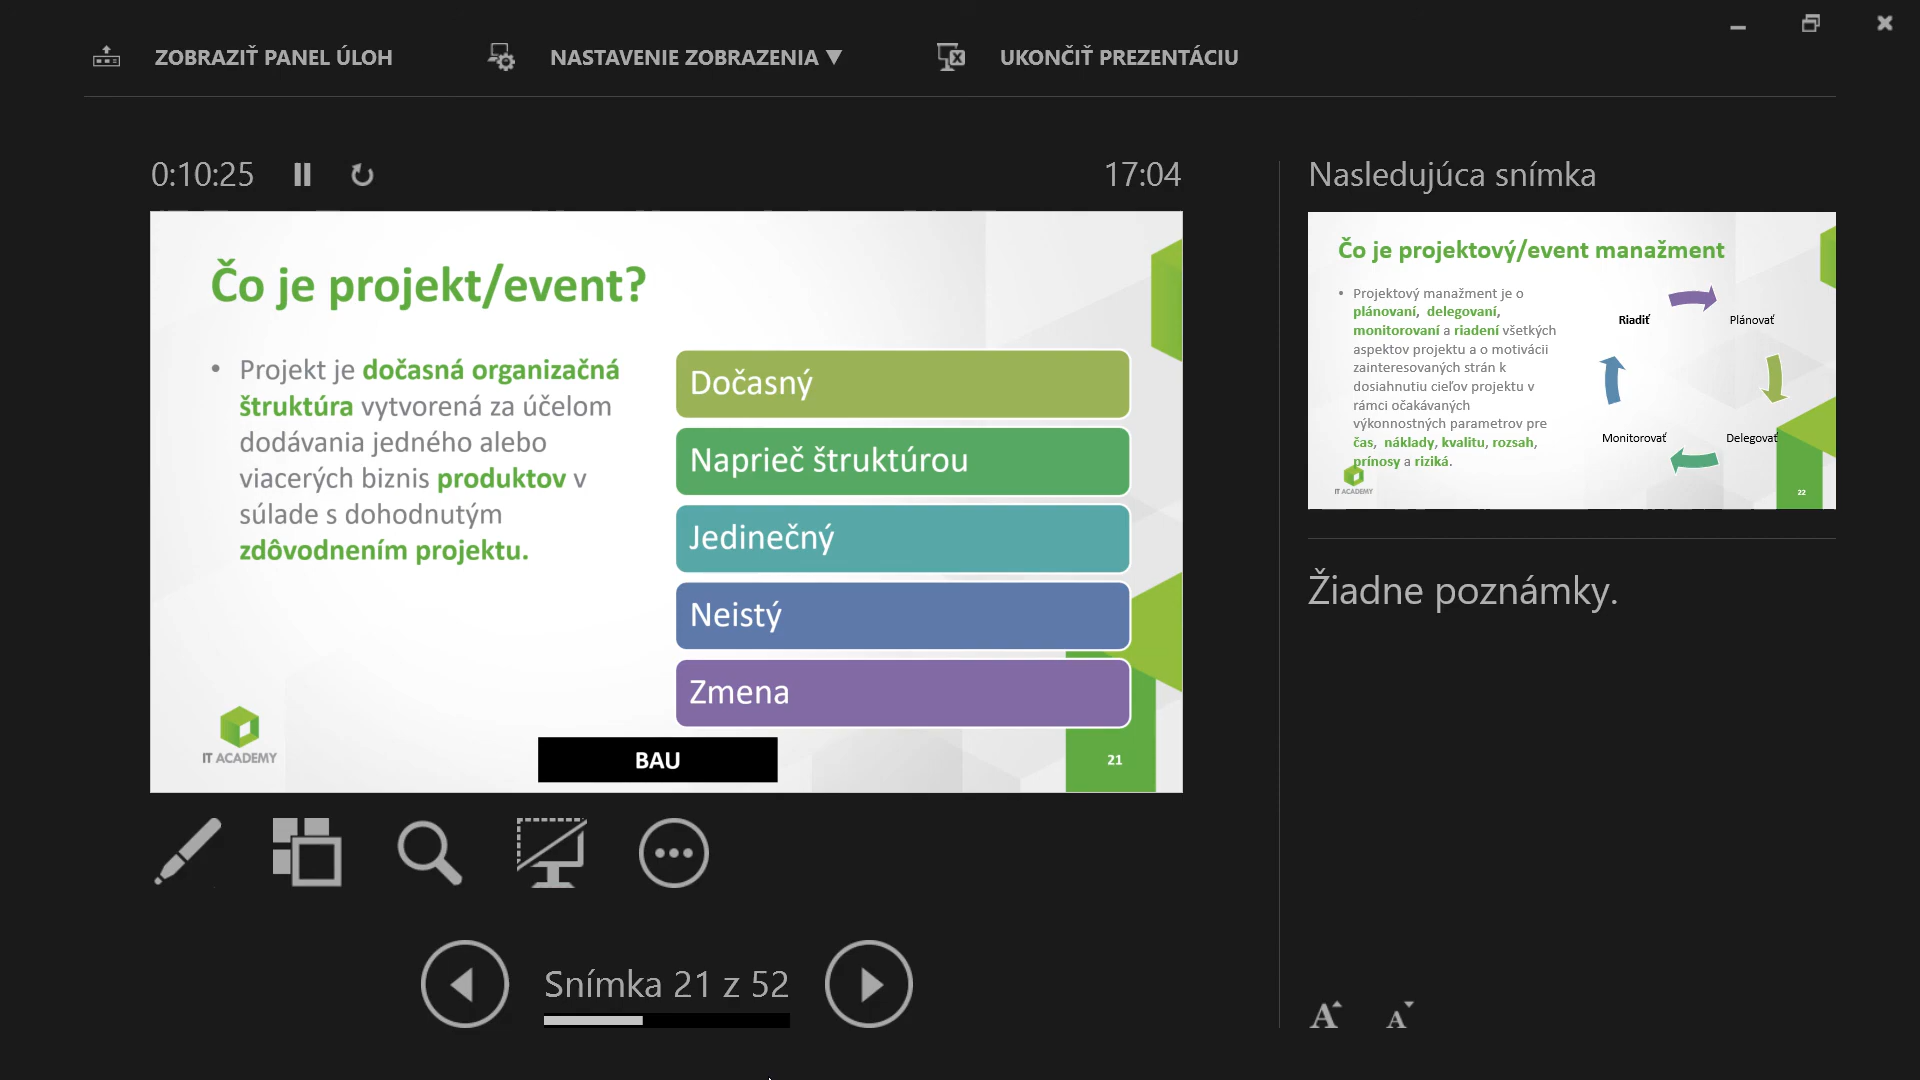 ZOBRAZIŤ PANEL ÚLOH
NASTAVENIE ZOBRAZENIA ▼
UKONČIŤ PREZENTÁCIU
0:10:25
17:04
Čo je projekt/event?
• Projekt je dočasná organizačná
štruktúra vytvorená za účelom
dodávania jedného alebo
viacerých biznis produktov v
súlade s dohodnutým
zdôvodnením projektu.
Dočasný
Naprieč štruktúrou
Jedinečný
Neistý
Zmena
IT ACADEMY
BAU
21
Snímka 21 z 52
Nasledujúca snímka
Čo je projektový/event manažment
• Projektový manažment je o
plánovaní, delegovaní,
monitorovaní a riadení všetkých
aspektov projektu a o motivácii
zainteresovaných strán k
dosiahnutiu cieľov projektu v
rámci očakávaných
výkonnostných parametrov pre
čas, náklady, kvalitu, rozsah,
prínosy a riziká.
Riadiť
Plánovať
Monitorovať
Delegovať
IT ACADEMY
22
Žiadne poznámky.
A
A